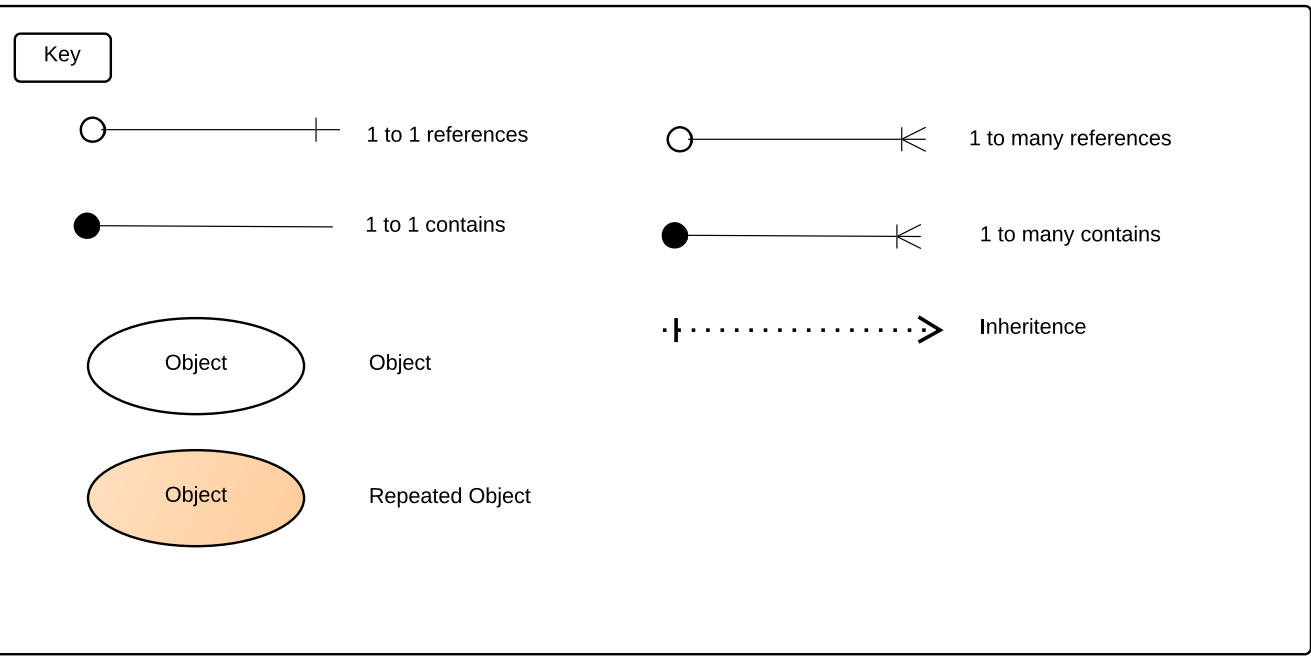 Key
1 to 1 references
1 to many references
1 to 1 contains
1 to many contains
Inheritence
Object
Object
Object
Repeated Object